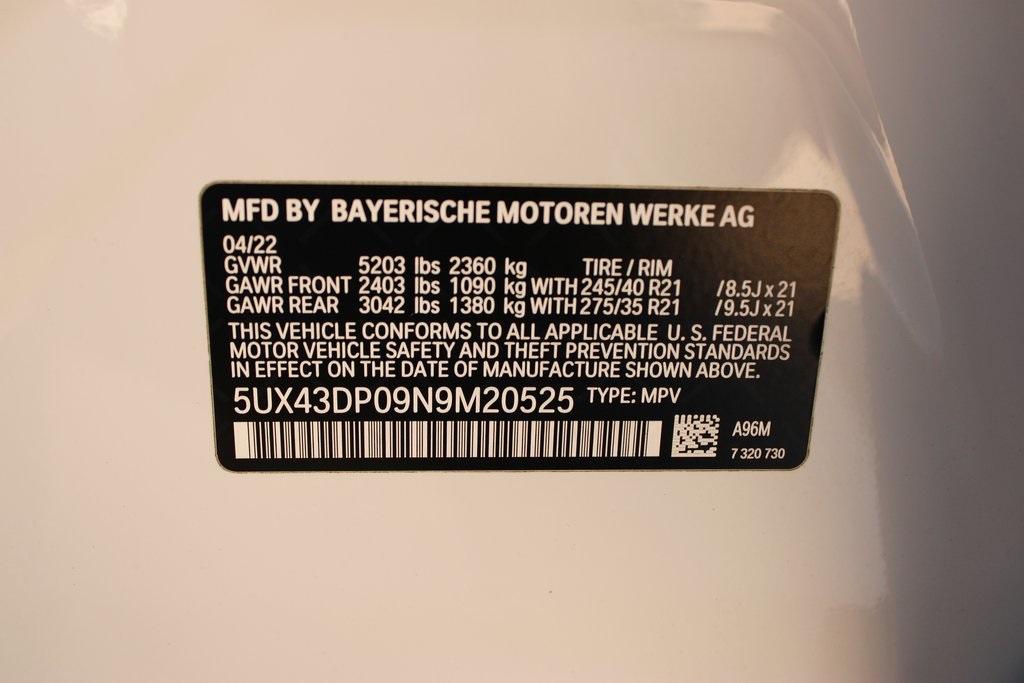 MFD BY BAYERISCHE MOTOREN WERKE AG
04/22
GVWR 5203 lbs 2360 kg TIRE / RIM
GAWR FRONT 2403 lbs 1090 kg WITH 245/40 R21 /8.5J x 21
GAWR REAR 3042 lbs 1380 kg WITH 275/35 R21 /9.5J x 21
THIS VEHICLE CONFORMS TO ALL APPLICABLE U. S. FEDERAL
MOTOR VEHICLE SAFETY AND THEFT PREVENTION STANDARDS
IN EFFECT ON THE DATE OF MANUFACTURE SHOWN ABOVE.
5UX43DP09N9M20525 TYPE: MPV
A96M
7 320 730